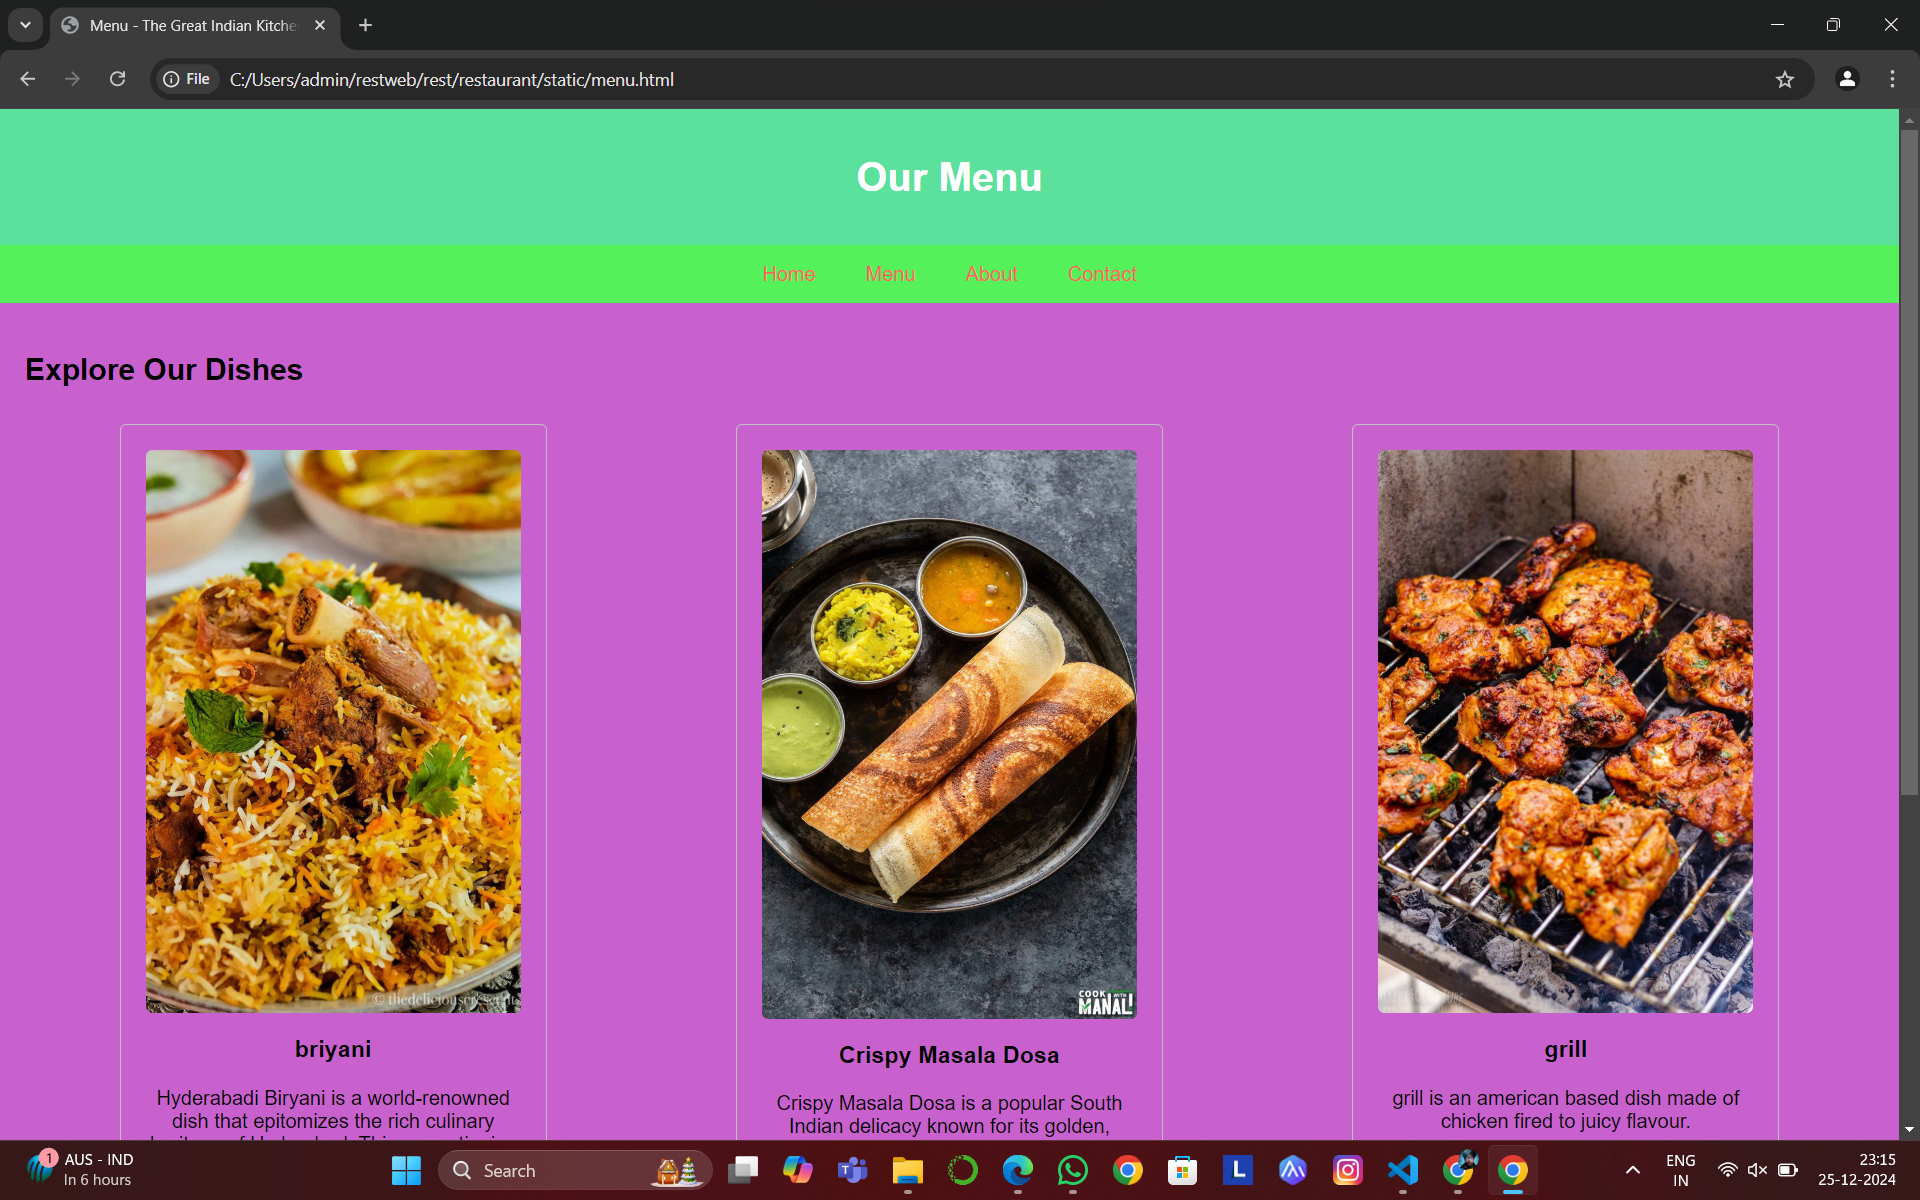 Menu - The Great Indian Kitche
File
C:/Users/admin/restweb/rest/restaurant/static/menu.html
Our Menu
Home
Menu
About
Contact
Explore Our Dishes
COOK WITH
MANALI
briyani
Hyderabadi Biryani is a world-renowned
dish that epitomizes the rich culinary
Crispy Masala Dosa
Crispy Masala Dosa is a popular South
Indian delicacy known for its golden,
grill
grill is an american based dish made of
chicken fired to juicy flavour.
1
AUS - IND
In 6 hours
Search
L
ENG
IN
23:15
25-12-2024